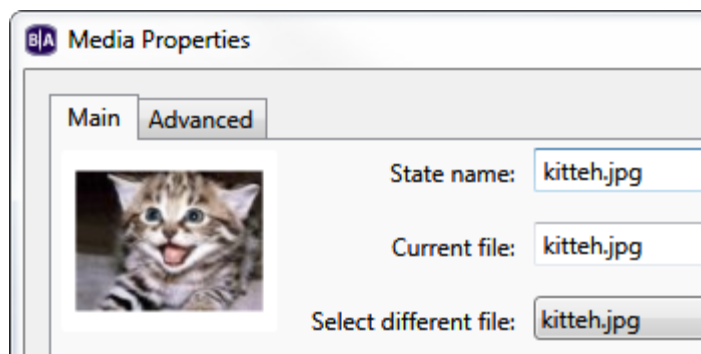 B|A Media Properties
Main Advanced
State name: kitteh.jpg
Current file: kitteh.jpg
Select different file: kitteh.jpg